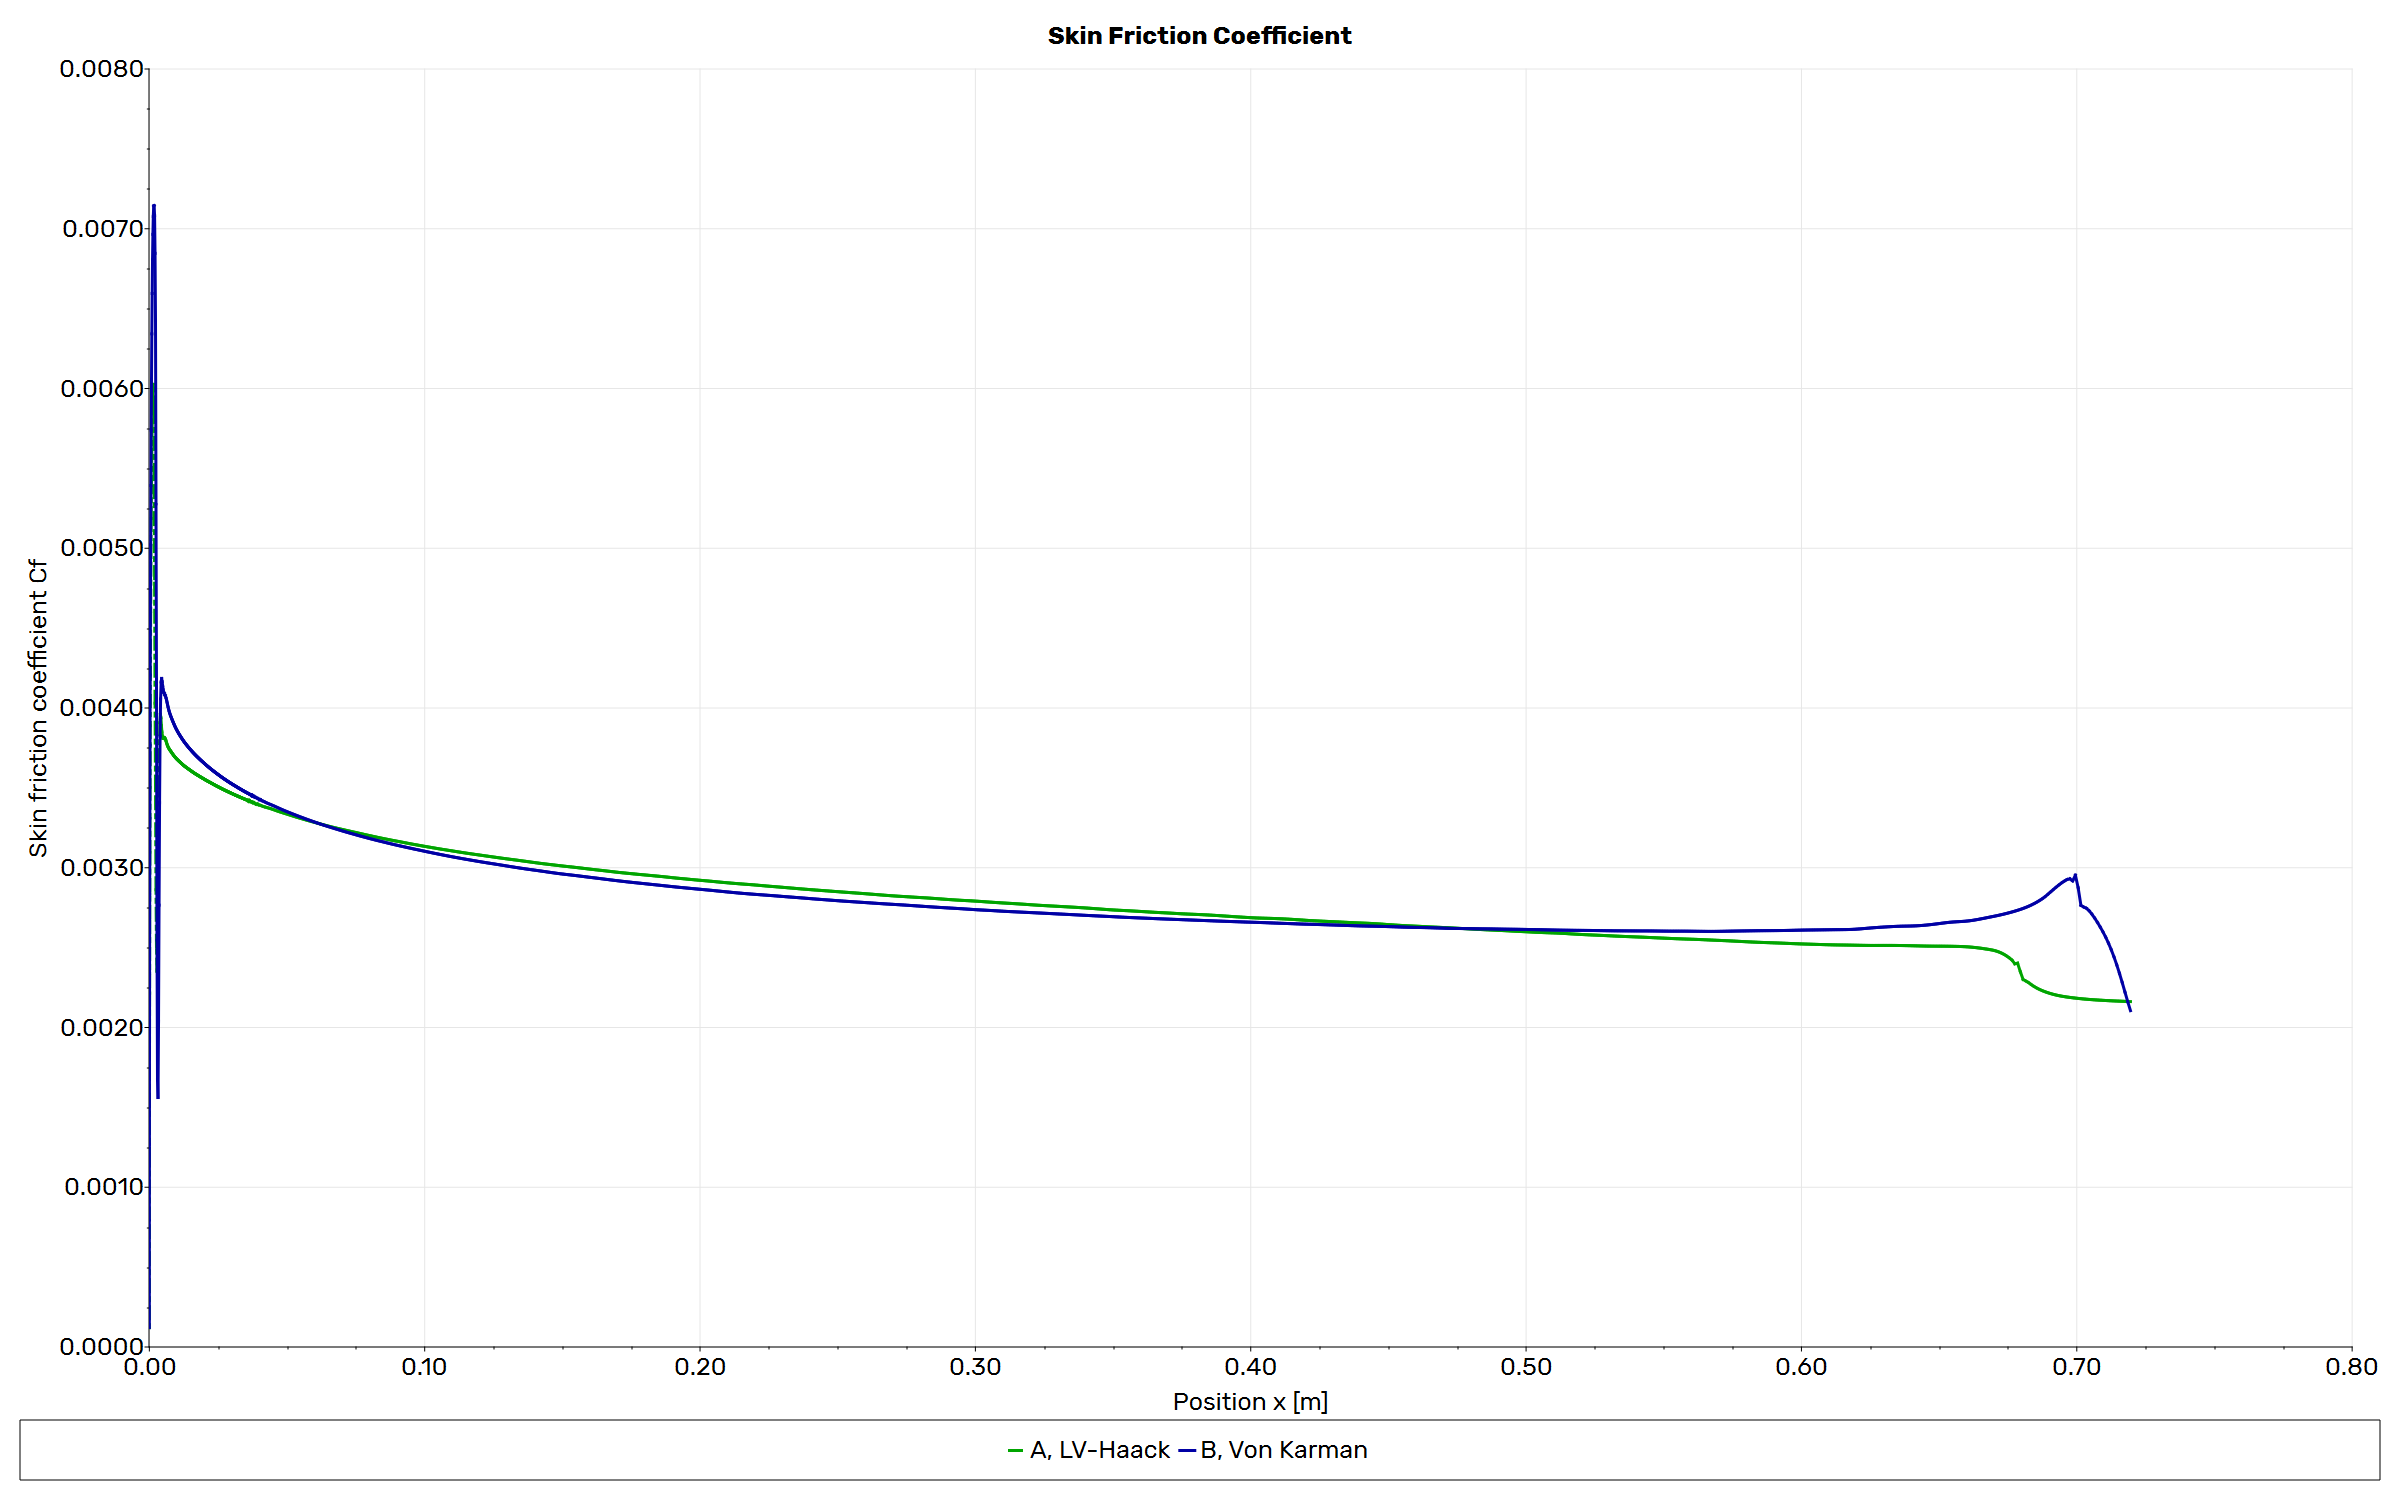 Skin Friction Coefficient
0.0080
0.0070
0.0060
0.0050
0.0040
0.0030
0.0020
0.0010
0.0000
Skin friction coefficient Cf
0.00 0.10 0.20 0.30 0.40 0.50 0.60 0.70 0.80
Position x [m]
A, LV-Haack B, Von Karman